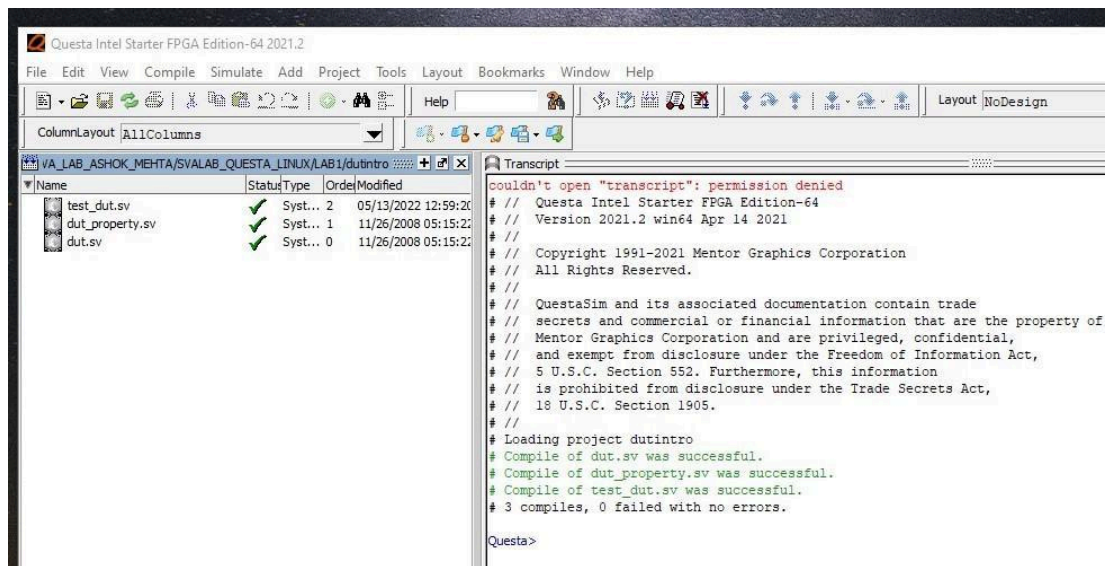 Questa Intel Starter FPGA Edition-64 2021.2
File Edit View Compile Simulate Add Project Tools Layout Bookmarks Window Help
Help
Layout NoDesign
ColumnLayout AllColumns
VA_LAB_ASHOK_MEHTA/SVALAB_QUESTA_LINUX/LAB1/dutintro
Name Status Type Order Modified
test_dut.sv Syst... 2 05/13/2022 12:59:20
dut_property.sv Syst... 1 11/26/2008 05:15:22
dut.sv Syst... 0 11/26/2008 05:15:22
Transcript
couldn't open "transcript": permission denied
# // Questa Intel Starter FPGA Edition-64
# // Version 2021.2 win64 Apr 14 2021
# //
# // Copyright 1991-2021 Mentor Graphics Corporation
# // All Rights Reserved.
# //
# // QuestaSim and its associated documentation contain trade
# // secrets and commercial or financial information that are the property of
# // Mentor Graphics Corporation and are privileged, confidential,
# // and exempt from disclosure under the Freedom of Information Act,
# // 5 U.S.C. Section 552. Furthermore, this information
# // is prohibited from disclosure under the Trade Secrets Act,
# // 18 U.S.C. Section 1905.
# //
# Loading project dutintro
# Compile of dut.sv was successful.
# Compile of dut_property.sv was successful.
# Compile of test_dut.sv was successful.
# 3 compiles, 0 failed with no errors.
Questa>